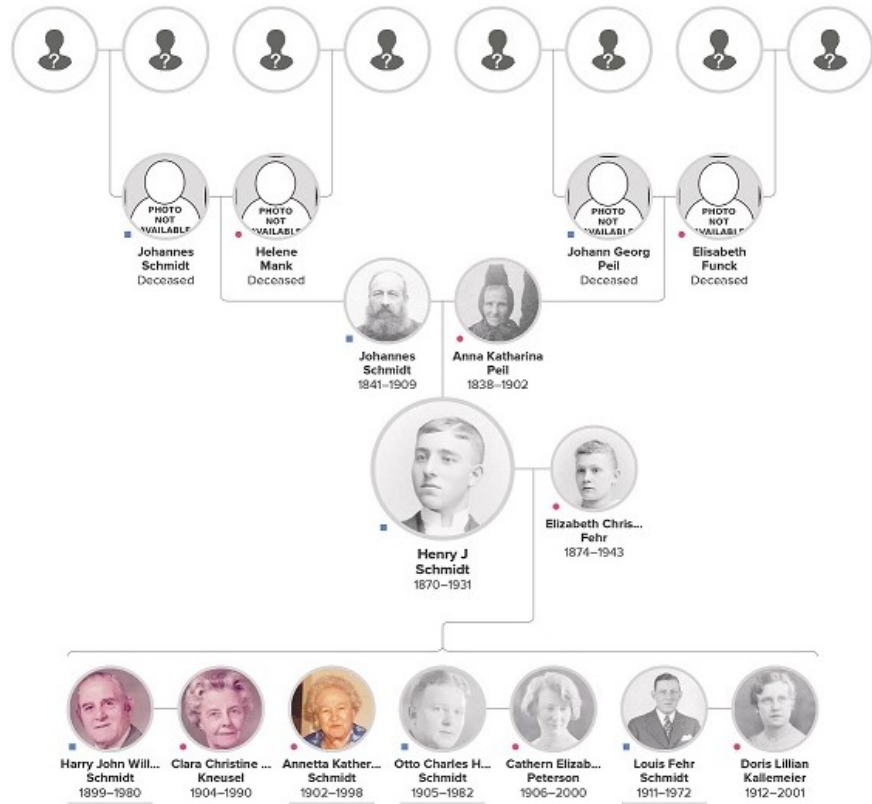 ?
?
?
?
?
?
?
?
PHOTO
NOT
AVAILABLE
Johannes
Schmidt
Deceased
PHOTO
NOT
AVAILABLE
Helene
Mank
Deceased
PHOTO
NOT
AVAILABLE
Johann Georg
Peil
Deceased
PHOTO
NOT
AVAILABLE
Elisabeth
Funck
Deceased
Johannes
Schmidt
1841–1909
Anna Katharina
Peil
1838–1902
Henry J
Schmidt
1870–1931
Elizabeth Chris...
Fehr
1874–1943
Harry John Will...
Schmidt
1899–1980
Clara Christine ...
Kneusel
1904–1990
Annetta Kather...
Schmidt
1902–1998
Otto Charles H...
Schmidt
1905–1982
Cathern Elizab...
Peterson
1906–2000
Louis Fehr
Schmidt
1911–1972
Doris Lillian
Kallemeier
1912–2001